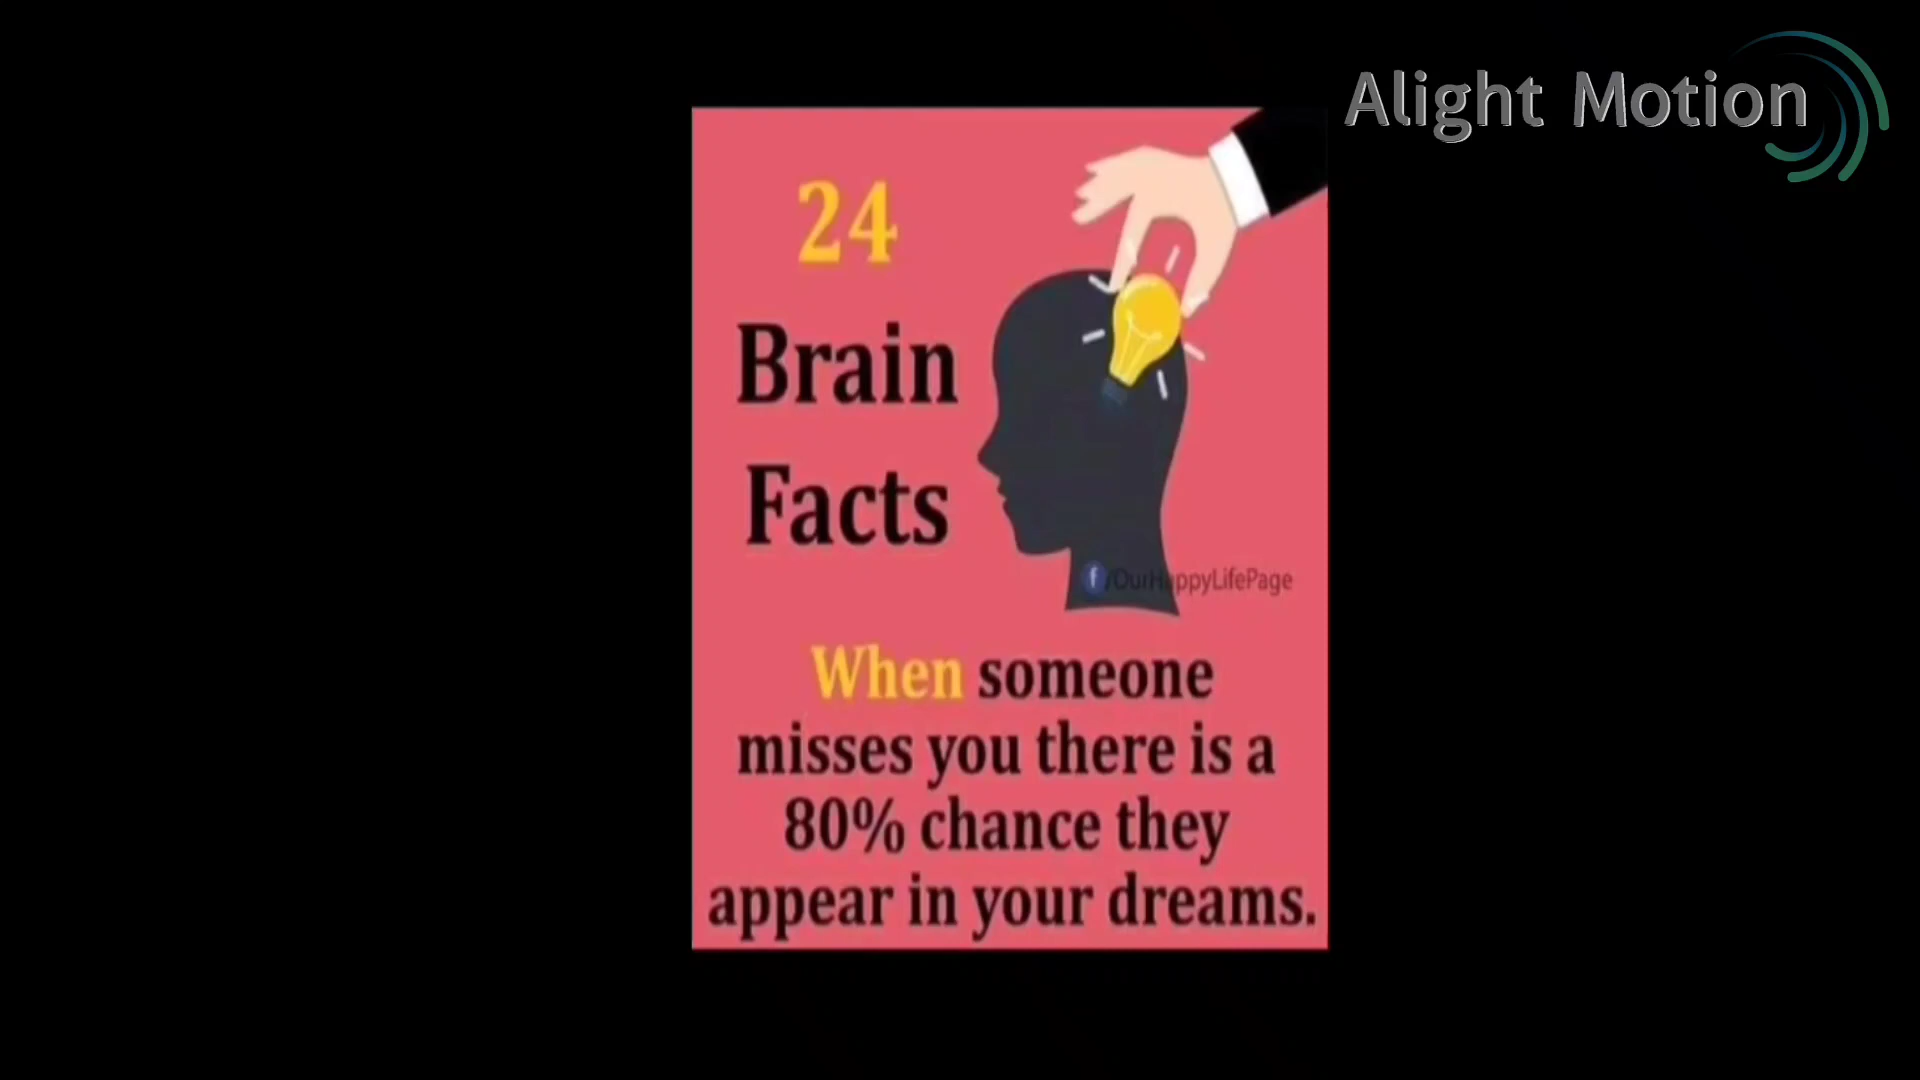 Alight Motion
24
Brain
Facts
f/OurHappyLifePage
When someone
misses you there is a
80% chance they
appear in your dreams.